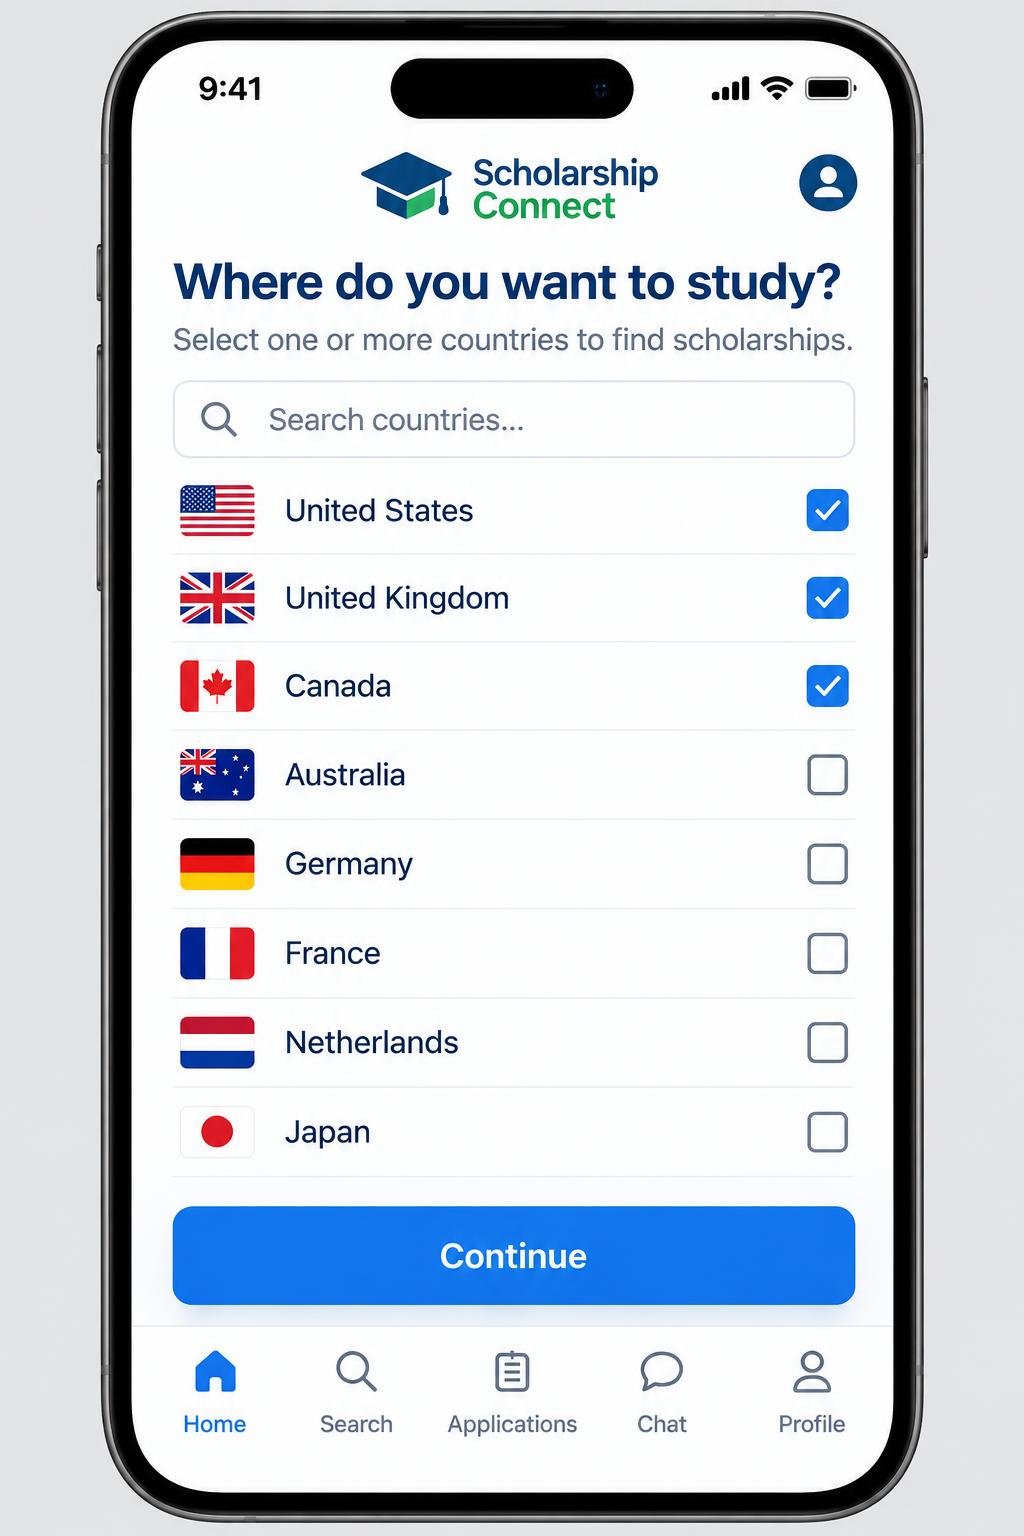 9:41
Scholarship
Connect
Where do you want to study?
Select one or more countries to find scholarships.
Search countries...
United States
United Kingdom
Canada
Australia
Germany
France
Netherlands
Japan
Continue
Home
Search
Applications
Chat
Profile